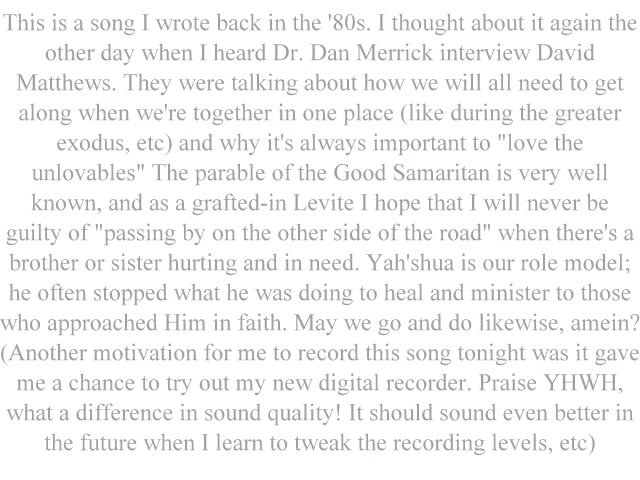 This is a song I wrote back in the '80s. I thought about it again the
other day when I heard Dr. Dan Merrick interview David
Matthews. They were talking about how we will all need to get
along when we're together in one place (like during the greater
exodus, etc) and why it's always important to "love the
unlovables" The parable of the Good Samaritan is very well
known, and as a grafted-in Levite I hope that I will never be
guilty of "passing by on the other side of the road" when there's a
brother or sister hurting and in need. Yah'shua is our role model;
he often stopped what he was doing to heal and minister to those
who approached Him in faith. May we go and do likewise, amein?
(Another motivation for me to record this song tonight was it gave
me a chance to try out my new digital recorder. Praise YHWH,
what a difference in sound quality! It should sound even better in
the future when I learn to tweak the recording levels, etc)